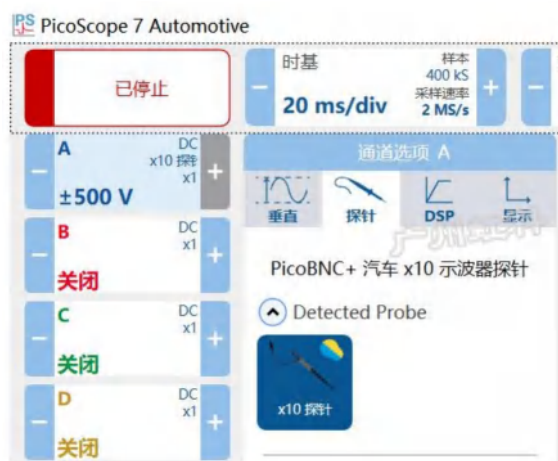 PS
PicoScope 7 Automotive
已停止
时基
20 ms/div
样本
400 kS
采样速率
2 MS/s
A
DC
x10 探针
x1
±500 V
B
DC
x1
关闭
C
DC
x1
关闭
D
DC
x1
关闭
通道选项 A
垂直
探针
DSP
显示
PicoBNC+ 汽车 x10 示波器探针
Detected Probe
x10 探针